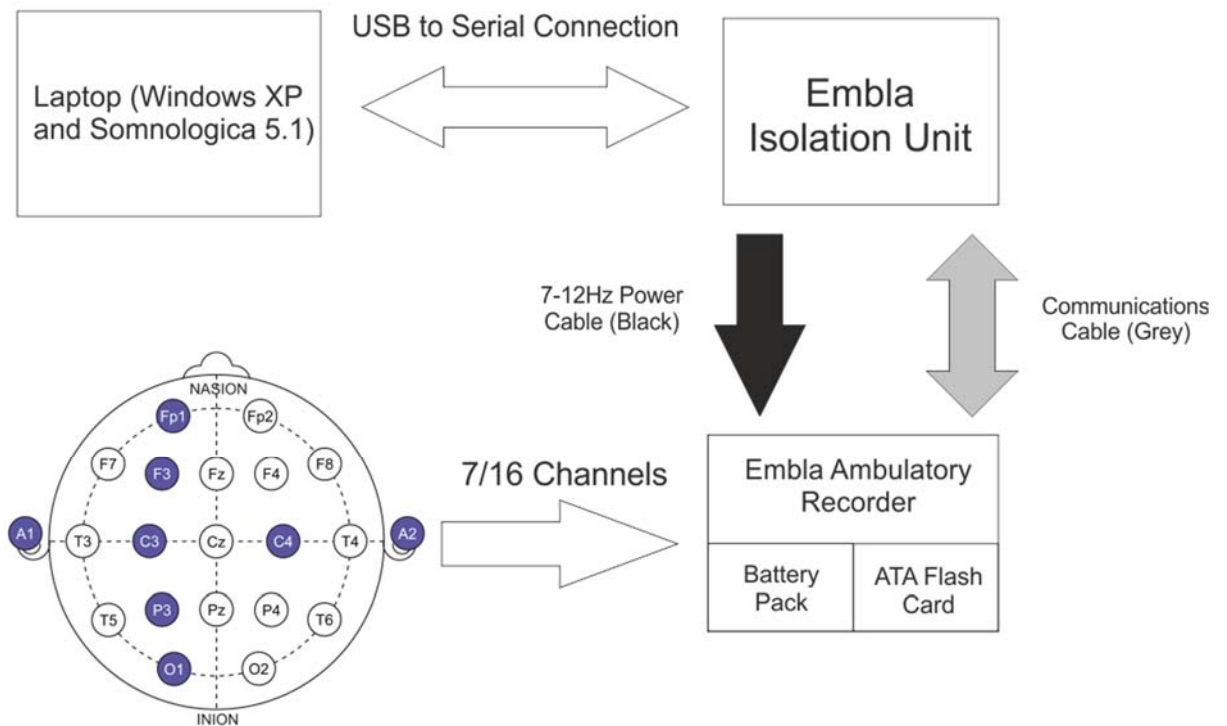 USB to Serial Connection
Laptop (Windows XP
and Somnologica 5.1)
Embla
Isolation Unit
7-12Hz Power
Cable (Black)
Communications
Cable (Grey)
NASION
Fp1 Fp2
F7 F3 Fz F4 F8
A1 T3 C3 Cz C4 T4 A2
T5 P3 Pz P4 T6
O1 O2
INION
7/16 Channels
Embla Ambulatory
Recorder
Battery
Pack
ATA Flash
Card